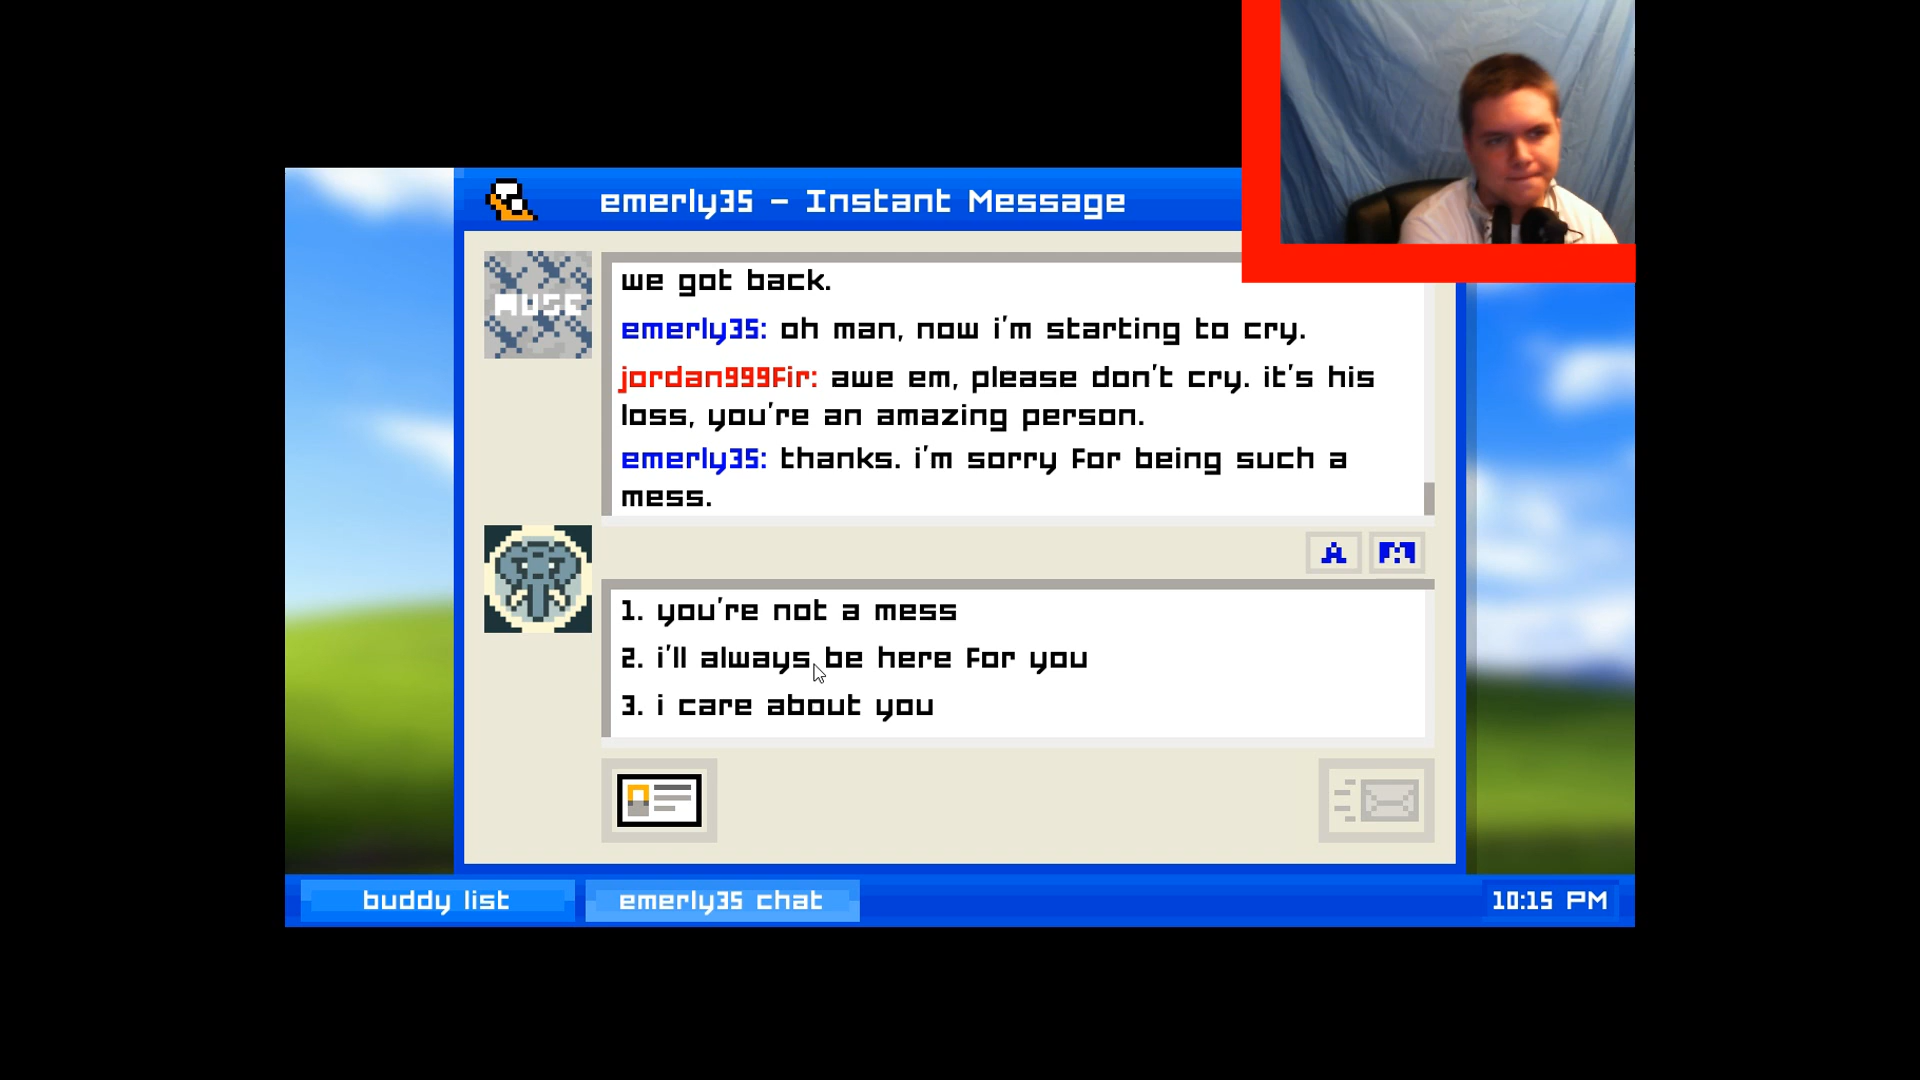 emerly35 - Instant Message
MUSE
we got back.
emerly35: oh man, now i'm starting to cry.
jordan999fir: awe em, please don't cry. it's his
loss, you're an amazing person.
emerly35: thanks. i'm sorry for being such a
mess.
A M
1. you're not a mess
2. i'll always be here for you
3. i care about you
buddy list
emerly35 chat
10:15 PM